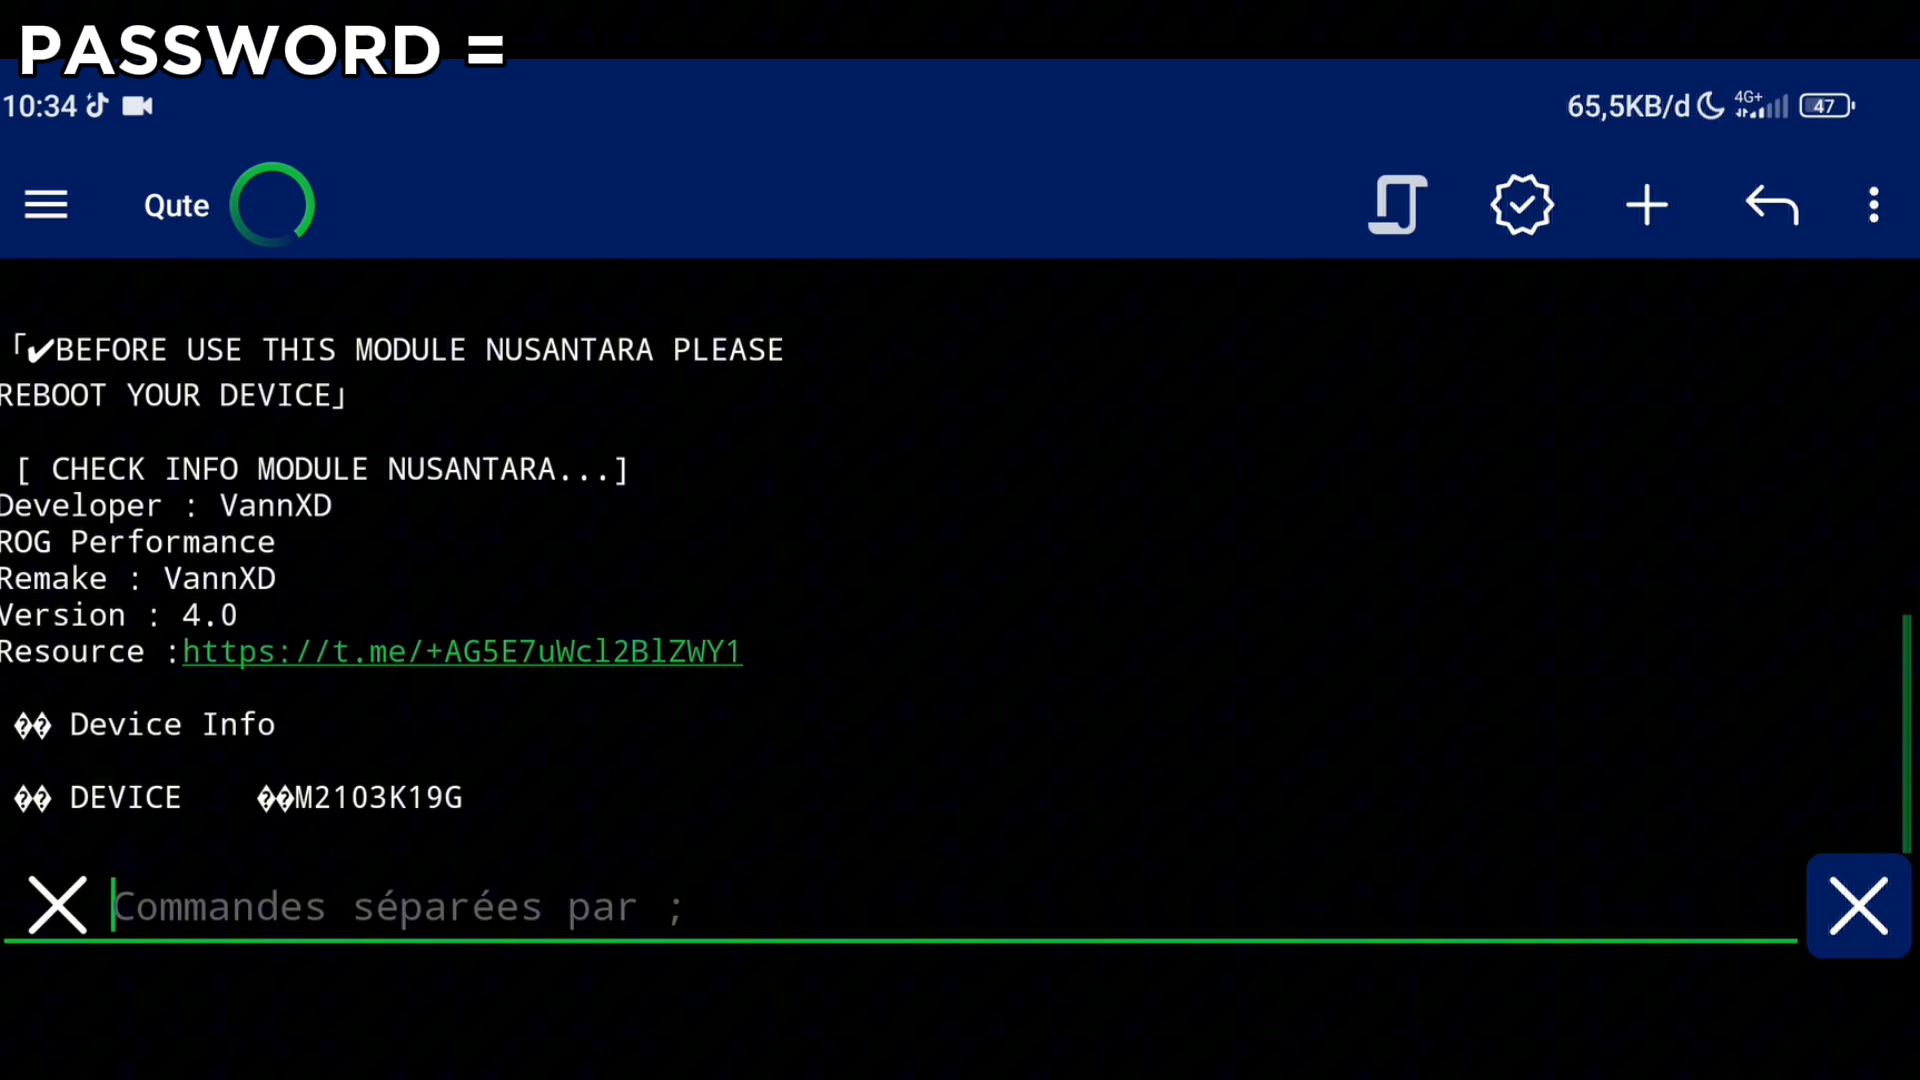 PASSWORD =
10:34 65,5KB/d 4G+ 47
Qute
「✔BEFORE USE THIS MODULE NUSANTARA PLEASE
REBOOT YOUR DEVICE」
[ CHECK INFO MODULE NUSANTARA...]
Developer : VannXD
ROG Performance
Remake : VannXD
Version : 4.0
Resource :https://t.me/+AG5E7uWcl2BlZWY1
�� Device Info
�� DEVICE ��M2103K19G
Commandes séparées par ;